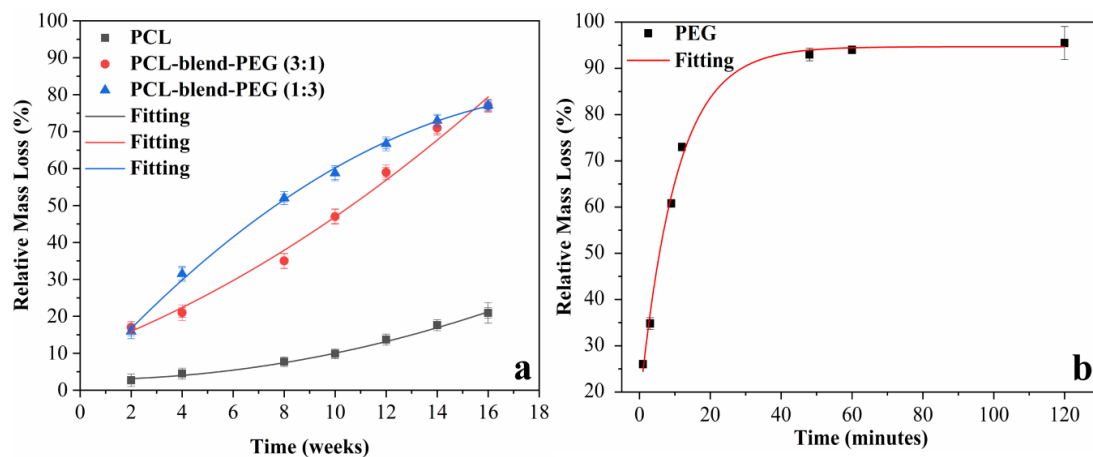 Relative Mass Loss (%)
100
90
80
70
60
50
40
30
20
10
0
PCL
PCL-blend-PEG (3:1)
PCL-blend-PEG (1:3)
Fitting
Fitting
Fitting
a
0 2 4 6 8 10 12 14 16 18
Time (weeks)
Relative Mass Loss (%)
100
90
80
70
60
50
40
30
20
PEG
Fitting
b
0 20 40 60 80 100 120
Time (minutes)